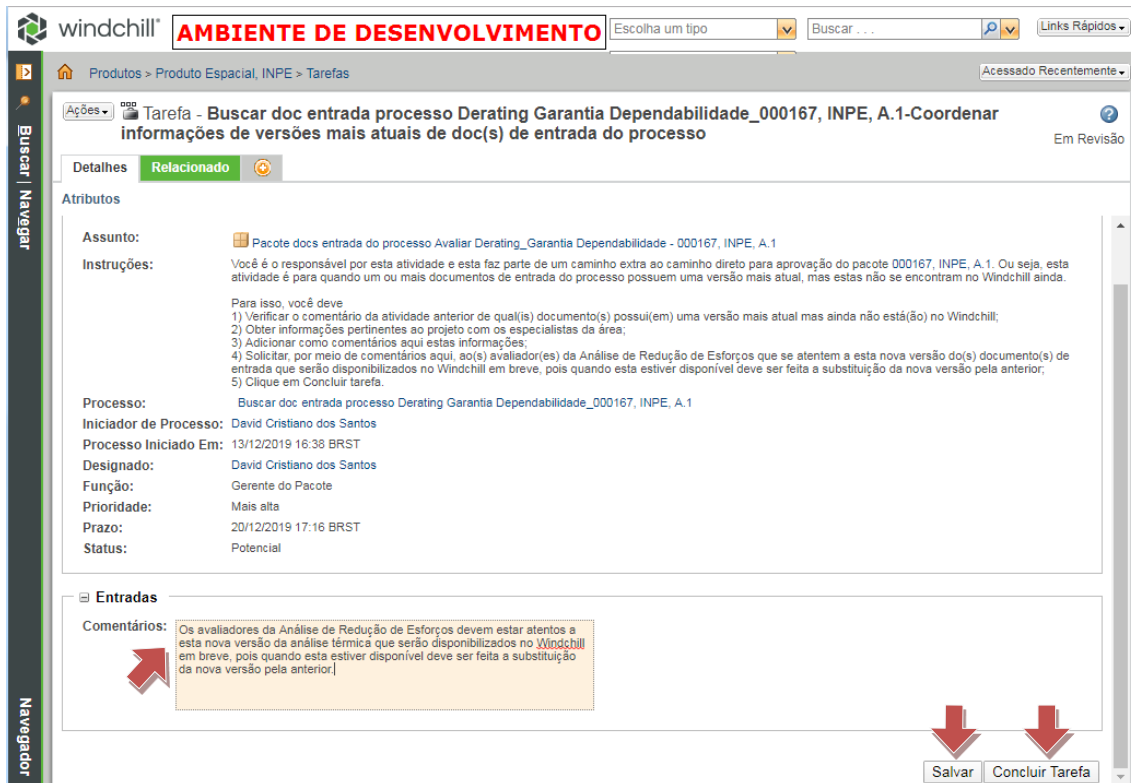 windchill®
AMBIENTE DE DESENVOLVIMENTO
Escolha um tipo
Buscar . . .
Links Rápidos
Produtos > Produto Espacial, INPE > Tarefas
Acessado Recentemente
Buscar | Navegar
Ações
Tarefa - Buscar doc entrada processo Derating Garantia Dependabilidade_000167, INPE, A.1-Coordenar
informações de versões mais atuais de doc(s) de entrada do processo
Em Revisão
Detalhes
Relacionado
Atributos
Assunto:
Pacote docs entrada do processo Avaliar Derating_Garantia Dependabilidade - 000167, INPE, A.1
Instruções:
Você é o responsável por esta atividade e esta faz parte de um caminho extra ao caminho direto para aprovação do pacote 000167, INPE, A.1. Ou seja, esta
atividade é para quando um ou mais documentos de entrada do processo possuem uma versão mais atual, mas estas não se encontram no Windchill ainda.
Para isso, você deve
1) Verificar o comentário da atividade anterior de qual(is) documento(s) possui(em) uma versão mais atual mas ainda não está(ão) no Windchill;
2) Obter informações pertinentes ao projeto com os especialistas da área;
3) Adicionar como comentários aqui estas informações;
4) Solicitar, por meio de comentários aqui, ao(s) avaliador(es) da Análise de Redução de Esforços que se atentem a esta nova versão do(s) documento(s) de
entrada que serão disponibilizados no Windchill em breve, pois quando esta estiver disponível deve ser feita a substituição da nova versão pela anterior;
5) Clique em Concluir tarefa.
Processo:
Buscar doc entrada processo Derating Garantia Dependabilidade_000167, INPE, A.1
Iniciador de Processo: David Cristiano dos Santos
Processo Iniciado Em: 13/12/2019 16:38 BRST
Designado: David Cristiano dos Santos
Função: Gerente do Pacote
Prioridade: Mais alta
Prazo: 20/12/2019 17:16 BRST
Status: Potencial
Entradas
Comentários:
Os avaliadores da Análise de Redução de Esforços devem estar atentos a
esta nova versão da análise térmica que serão disponibilizados no Windchill
em breve, pois quando esta estiver disponível deve ser feita a substituição
da nova versão pela anterior.
Navegador
Salvar
Concluir Tarefa